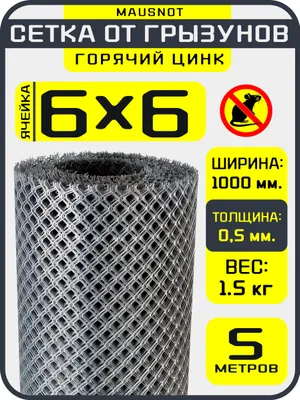 MAUSNOT
СЕТКА ОТ ГРЫЗУНОВ
ГОРЯЧИЙ ЦИНК
ЯЧЕЙКА
6×6
ШИРИНА:
1000 мм.
ТОЛЩИНА:
0,5 мм.
ВЕС:
1.5 кг
5
МЕТРОВ